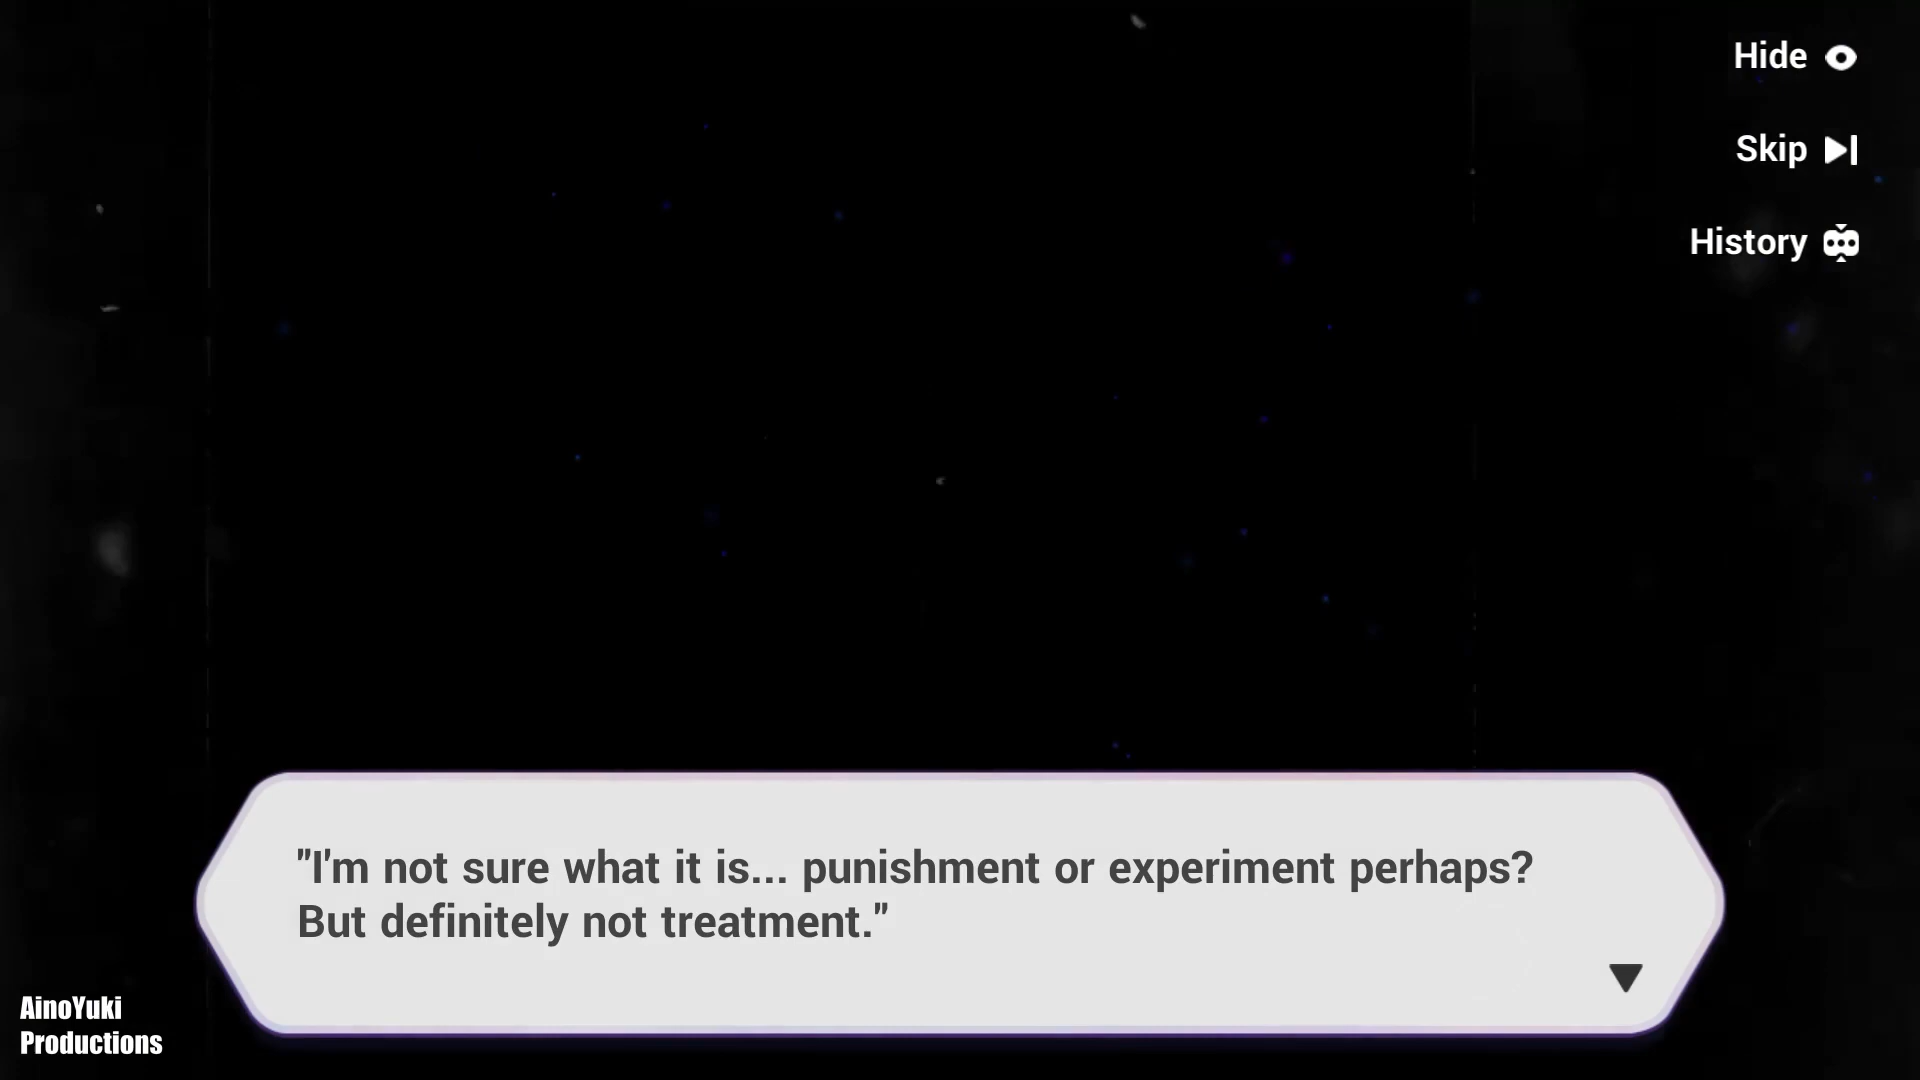 Hide
Skip
History
"I'm not sure what it is... punishment or experiment perhaps?
But definitely not treatment."
AinoYuki
Productions